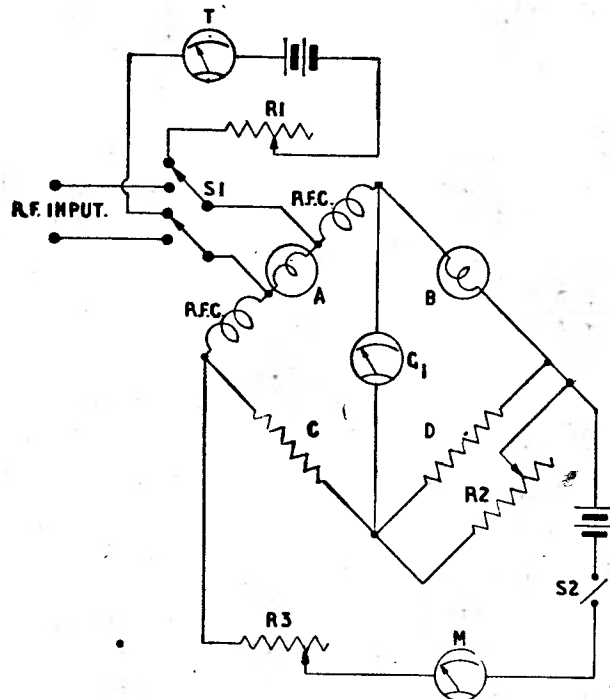 T
R1
S1
R.F. INPUT.
R.F.C.
A
B
R.F.C.
G1
C
D
R2
S2
R3
M